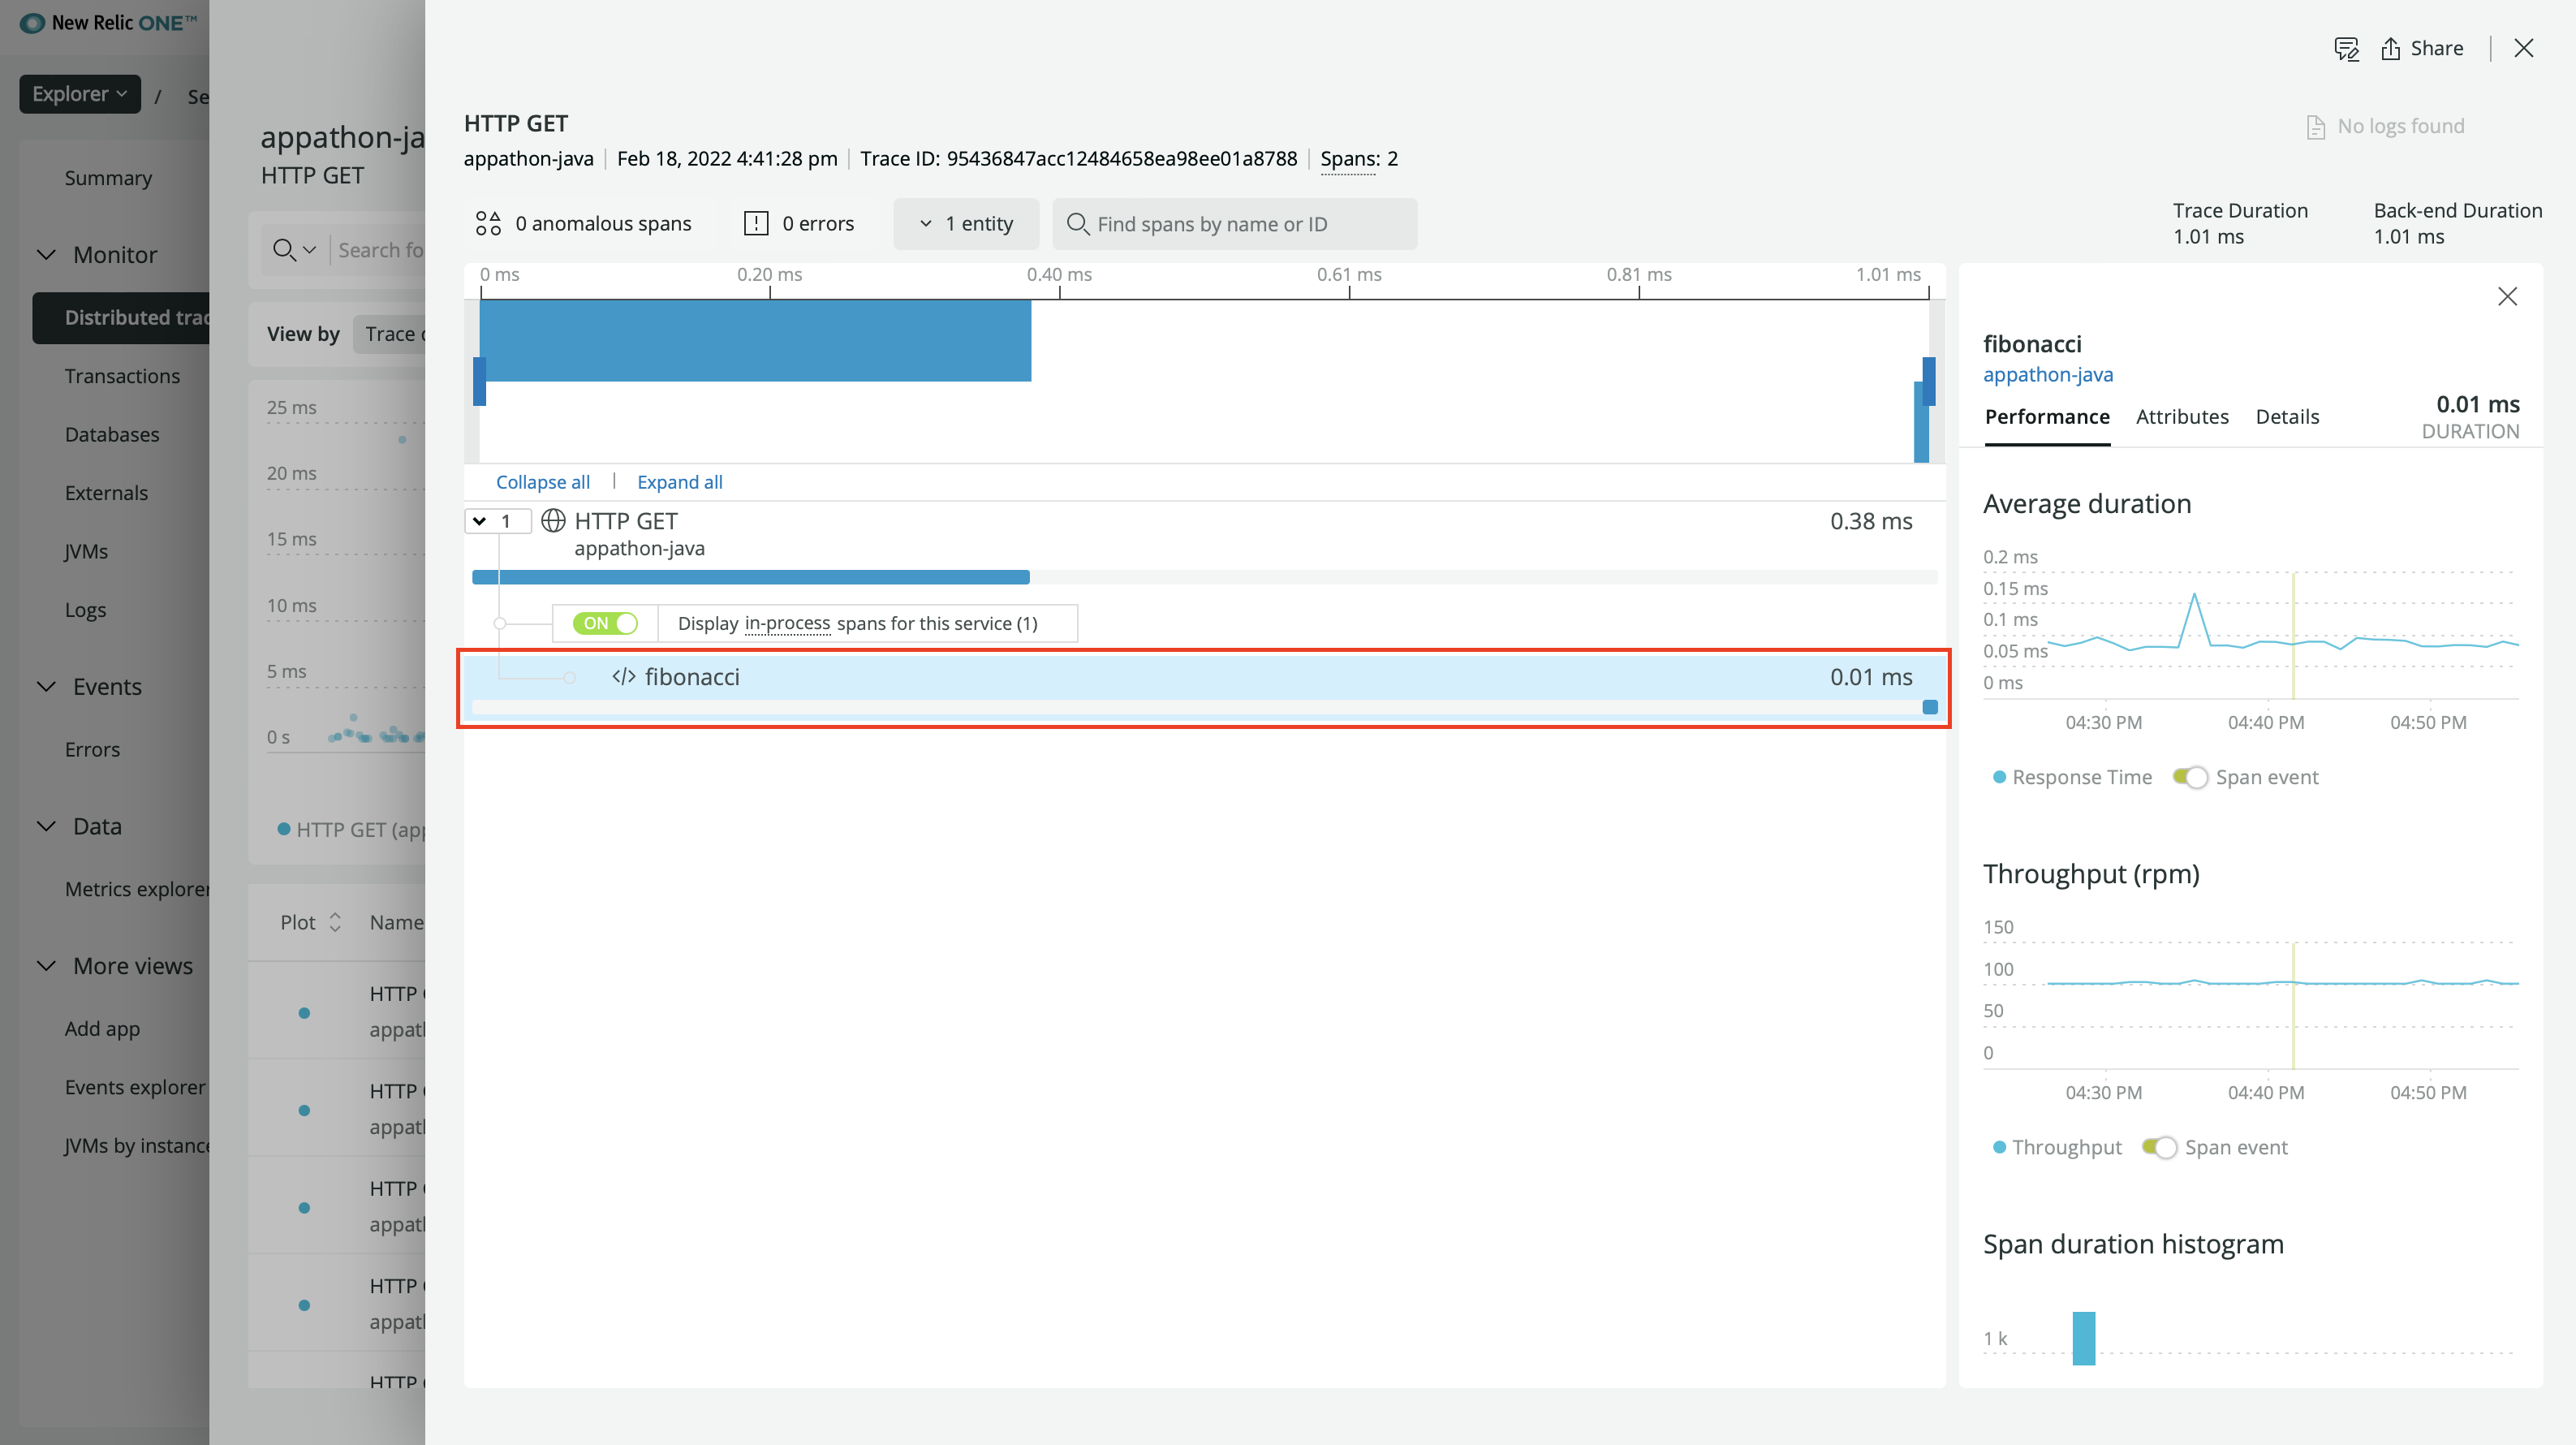 New Relic ONE™
Explorer / Se
Summary
Monitor
Distributed trac
Transactions
Databases
Externals
JVMs
Logs
Events
Errors
Data
Metrics explorer
More views
Add app
Events explorer
JVMs by instance
appathon-ja
HTTP GET
Search fo
View by Trace
25 ms
20 ms
15 ms
10 ms
5 ms
0 s
HTTP GET (app
Plot Name
HTTP
appath
HTTP
appath
HTTP
appath
HTTP
appath
HTTP
Share
HTTP GET
No logs found
appathon-java Feb 18, 2022 4:41:28 pm Trace ID: 95436847acc12484658ea98ee01a8788 Spans: 2
0 anomalous spans 0 errors 1 entity Find spans by name or ID
Trace Duration
1.01 ms
Back-end Duration
1.01 ms
0 ms 0.20 ms 0.40 ms 0.61 ms 0.81 ms 1.01 ms
Collapse all | Expand all
1 HTTP GET 0.38 ms
appathon-java
ON Display in-process spans for this service (1)
</> fibonacci 0.01 ms
fibonacci
appathon-java
Performance Attributes Details
0.01 ms
DURATION
Average duration
0.2 ms
0.15 ms
0.1 ms
0.05 ms
0 ms
04:30 PM 04:40 PM 04:50 PM
Response Time Span event
Throughput (rpm)
150
100
50
0
04:30 PM 04:40 PM 04:50 PM
Throughput Span event
Span duration histogram
1 k